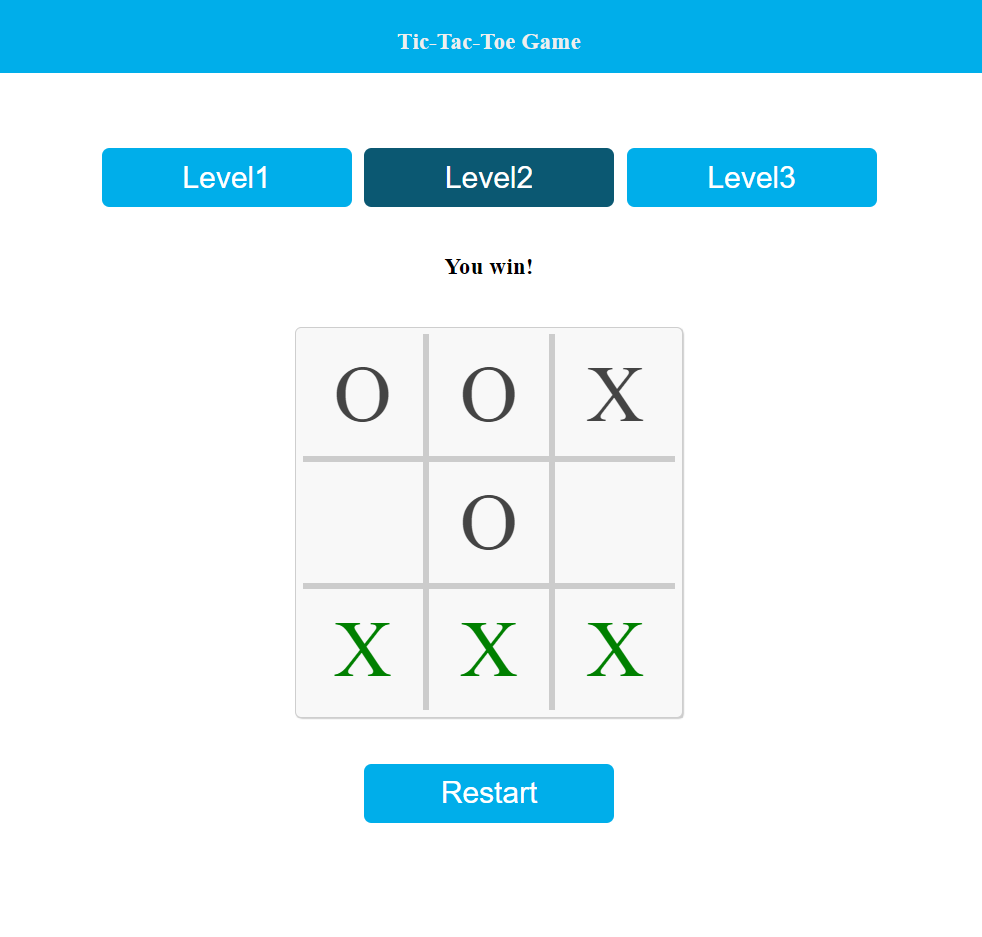 Tic-Tac-Toe Game
Level1 Level2 Level3
You win!
O O X
O
X X X
Restart